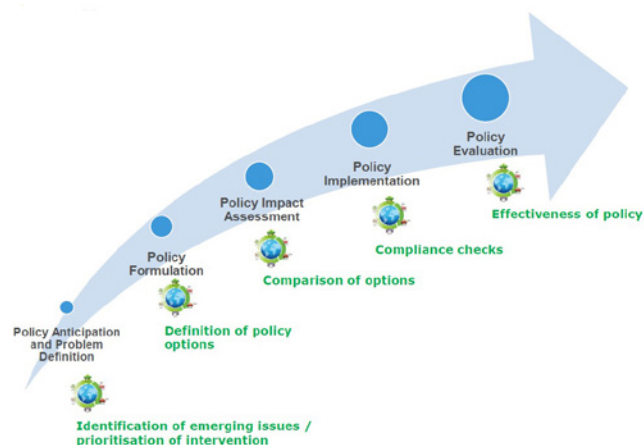 Policy
Evaluation
Effectiveness of policy
Policy
Implementation
Compliance checks
Policy Impact
Assessment
Comparison of options
Policy
Formulation
Definition of policy
options
Policy Anticipation
and Problem
Definition
Identification of emerging issues /
prioritisation of intervention